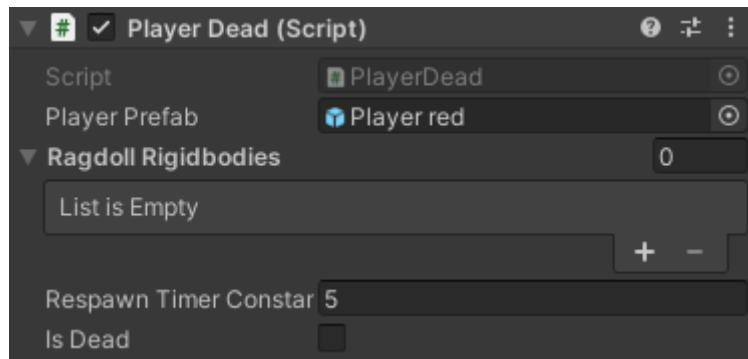 Player Dead (Script)
Script PlayerDead
Player Prefab Player red
Ragdoll Rigidbodies 0
List is Empty
+ −
Respawn Timer Constar 5
Is Dead